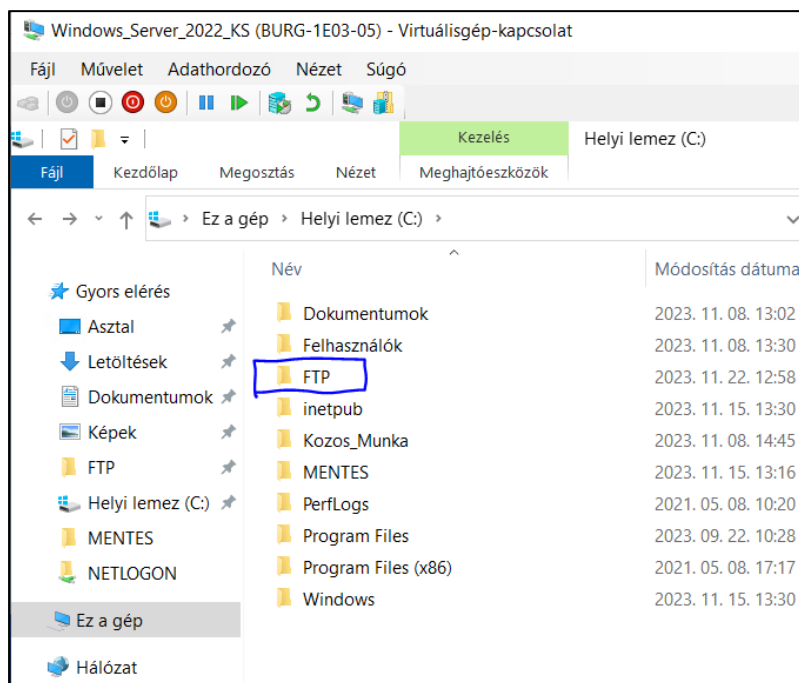 Windows_Server_2022_KS (BURG-1E03-05) - Virtuálisgép-kapcsolat
Fájl Művelet Adathordozó Nézet Súgó
Kezelés Helyi lemez (C:)
Fájl Kezdőlap Megosztás Nézet Meghajtóeszközök
Ez a gép Helyi lemez (C:)
Név Módosítás dátuma
Gyors elérés
Asztal
Letöltések
Dokumentumok
Képek
FTP
Helyi lemez (C:)
MENTES
NETLOGON
Ez a gép
Hálózat
Dokumentumok 2023. 11. 08. 13:02
Felhasználók 2023. 11. 08. 13:30
FTP 2023. 11. 22. 12:58
inetpub 2023. 11. 15. 13:30
Kozos_Munka 2023. 11. 08. 14:45
MENTES 2023. 11. 15. 13:16
PerfLogs 2021. 05. 08. 10:20
Program Files 2023. 09. 22. 10:28
Program Files (x86) 2021. 05. 08. 17:17
Windows 2023. 11. 15. 13:30